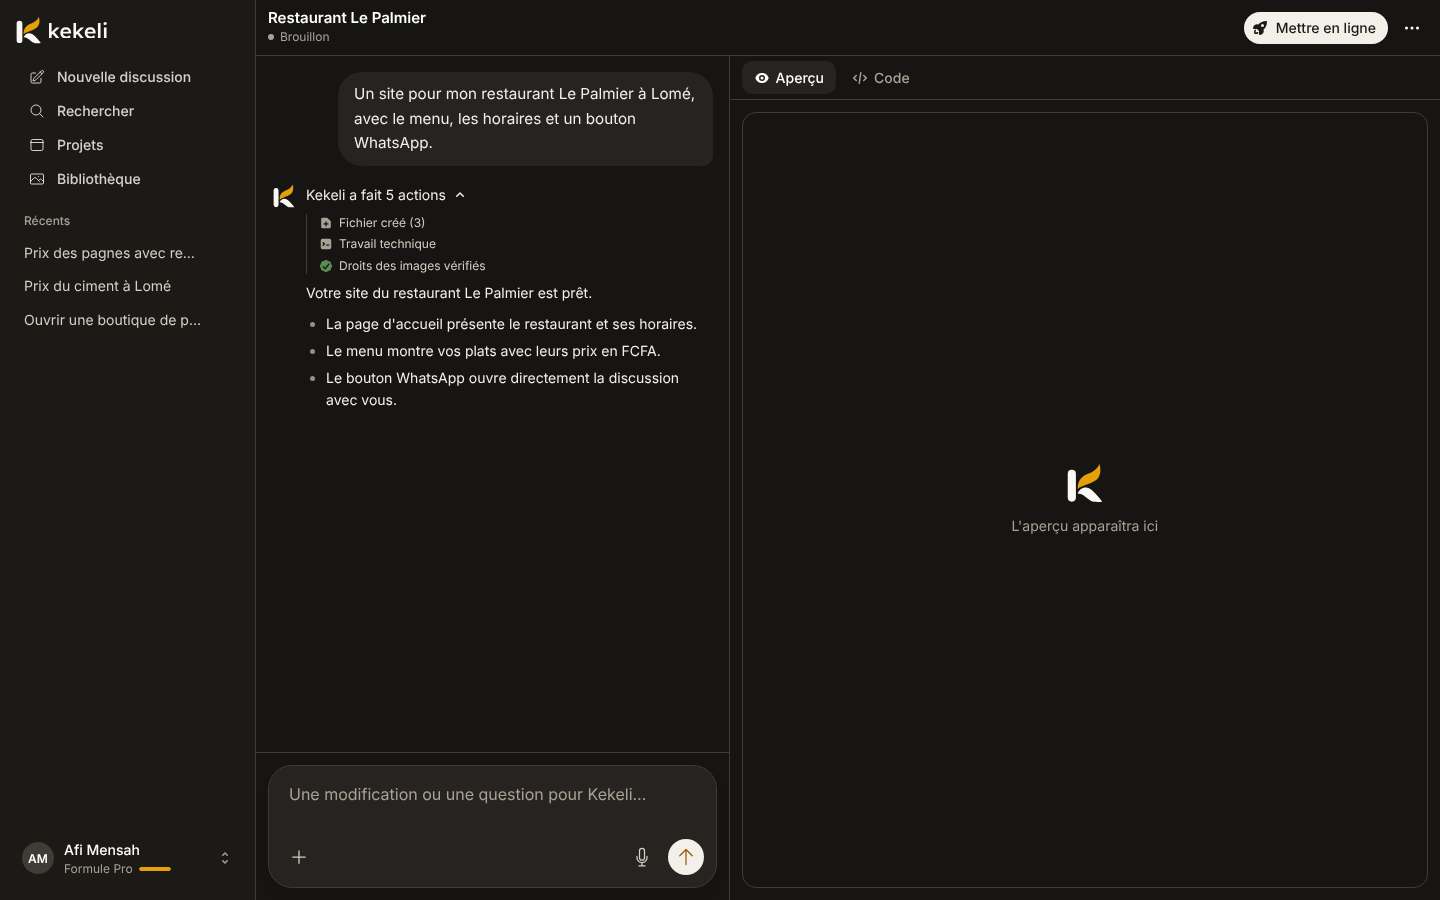 kekeli
Nouvelle discussion
Rechercher
Projets
Bibliothèque
Récents
Prix des pagnes avec re...
Prix du ciment à Lomé
Ouvrir une boutique de p...
AM
Afi Mensah
Formule Pro
Restaurant Le Palmier
Brouillon
Mettre en ligne
Un site pour mon restaurant Le Palmier à Lomé,
avec le menu, les horaires et un bouton
WhatsApp.
Kekeli a fait 5 actions
Fichier créé (3)
Travail technique
Droits des images vérifiés
Votre site du restaurant Le Palmier est prêt.
La page d'accueil présente le restaurant et ses horaires.
Le menu montre vos plats avec leurs prix en FCFA.
Le bouton WhatsApp ouvre directement la discussion
avec vous.
Une modification ou une question pour Kekeli...
Aperçu
Code
L'aperçu apparaîtra ici